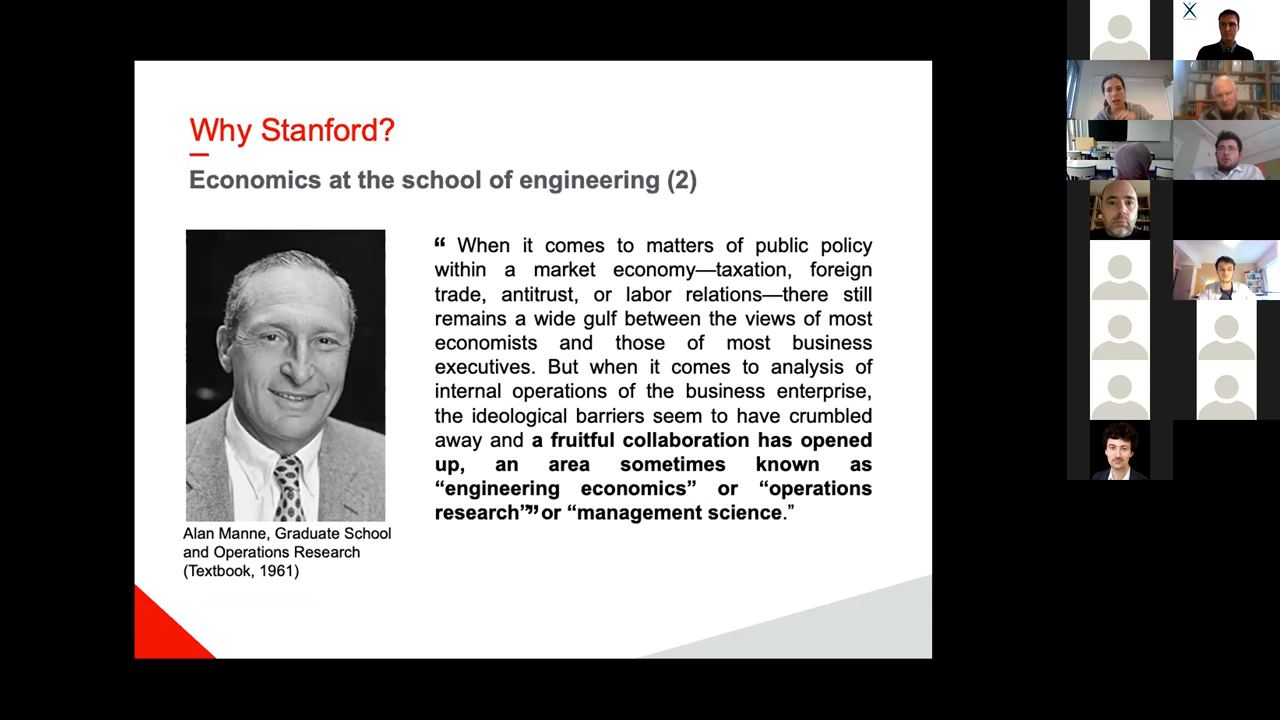 Why Stanford?
Economics at the school of engineering (2)
“ When it comes to matters of public policy
within a market economy—taxation, foreign
trade, antitrust, or labor relations—there still
remains a wide gulf between the views of most
economists and those of most business
executives. But when it comes to analysis of
internal operations of the business enterprise,
the ideological barriers seem to have crumbled
away and a fruitful collaboration has opened
up, an area sometimes known as
“engineering economics” or “operations
research”” or “management science.”
Alan Manne, Graduate School
and Operations Research
(Textbook, 1961)